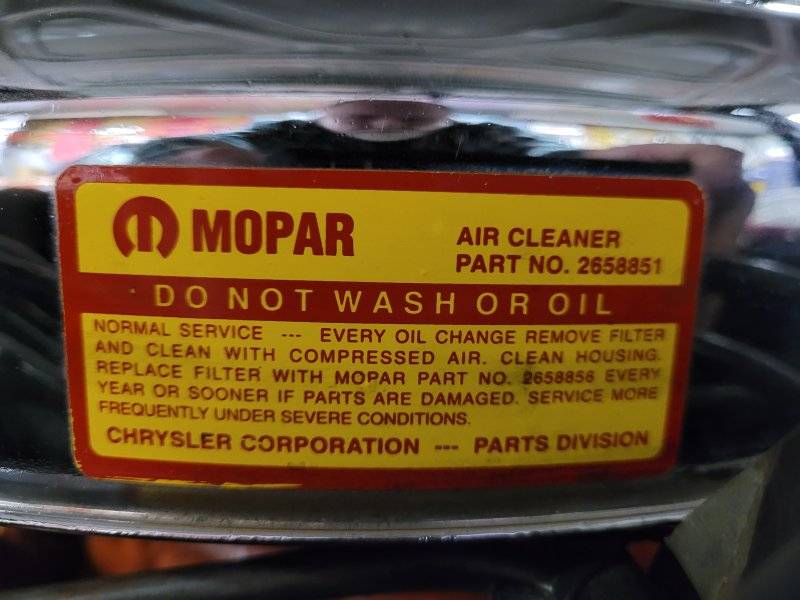 MOPAR
AIR CLEANER
PART NO. 2658851
DO NOT WASH OR OIL
NORMAL SERVICE --- EVERY OIL CHANGE REMOVE FILTER
AND CLEAN WITH COMPRESSED AIR. CLEAN HOUSING.
REPLACE FILTER WITH MOPAR PART NO. 2658856 EVERY
YEAR OR SOONER IF PARTS ARE DAMAGED. SERVICE MORE
FREQUENTLY UNDER SEVERE CONDITIONS.
CHRYSLER CORPORATION --- PARTS DIVISION